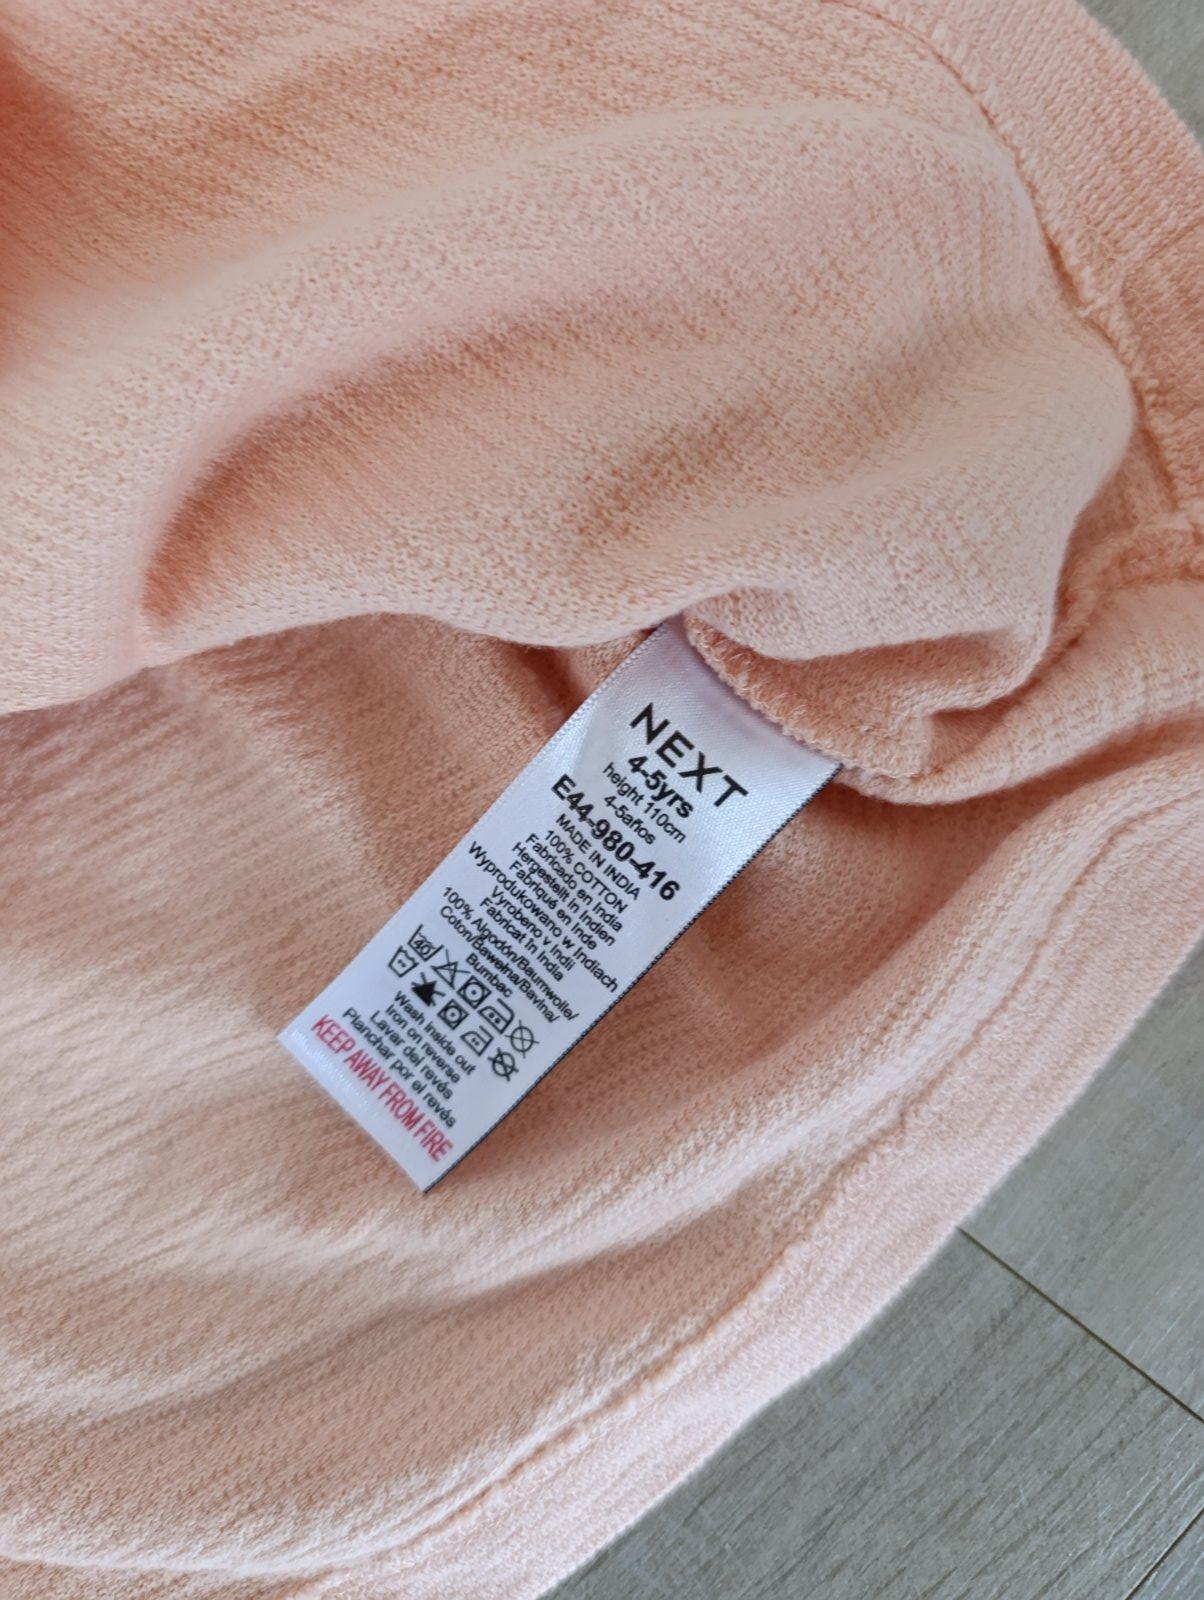 NEXT
4-5yrs
height 110cm
4-5años
E44-980-416
MADE IN INDIA
100% COTTON
Fabricado en India
Hergestellt in Indien
Fabriqué en Inde
Wyprodukowano w Indiach
Vyrobeno v Indii
Fabricat în India
100% Algodón/Baumwolle/
Coton/Bawełna/Bavlna/
Bumbac
40
Wash inside out
Iron on reverse
Lavar del revés
Planchar por el revés
KEEP AWAY FROM FIRE